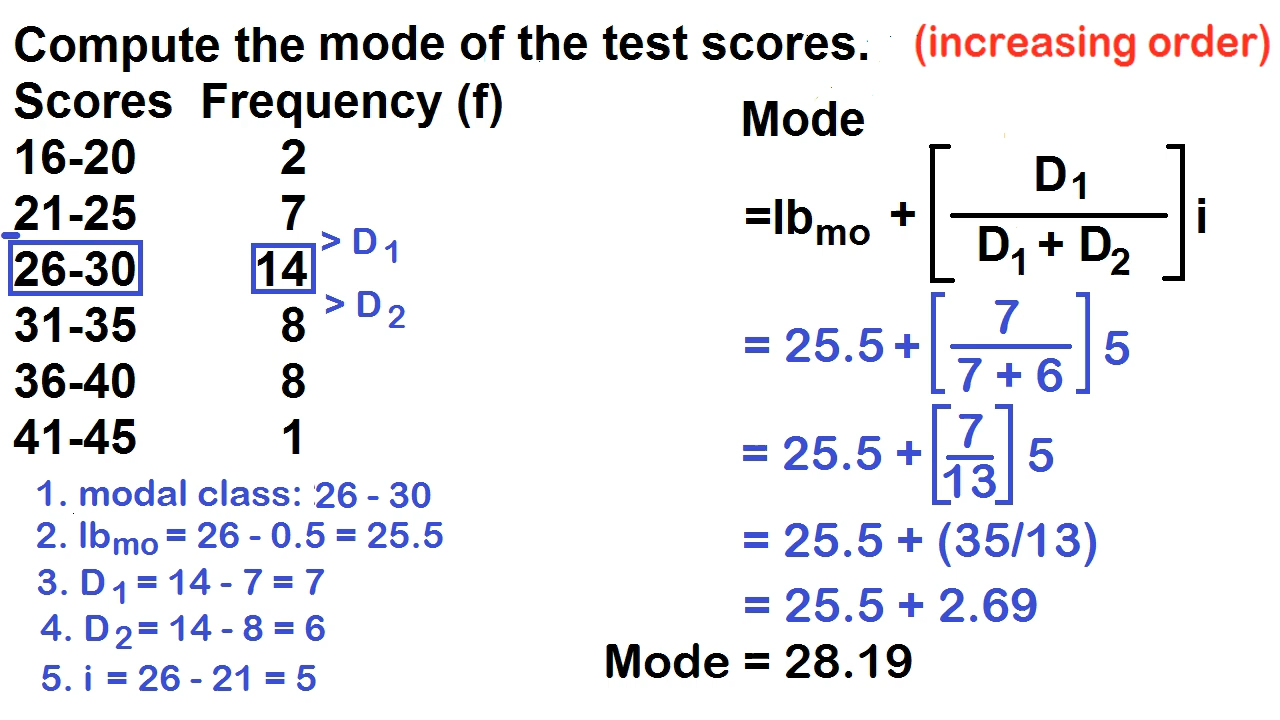 Compute the mode of the test scores. (increasing order)
Scores Frequency (f)
16-20 2
21-25 7
> D1
26-30 14
> D2
31-35 8
36-40 8
41-45 1
1. modal class: 26 - 30
2. lbmo = 26 - 0.5 = 25.5
3. D1 = 14 - 7 = 7
4. D2 = 14 - 8 = 6
5. i = 26 - 21 = 5
Mode
=lbmo + [ D1 / D1 + D2 ] i
= 25.5 + [ 7 / 7 + 6 ] 5
= 25.5 + [ 7 / 13 ] 5
= 25.5 + (35/13)
= 25.5 + 2.69
Mode = 28.19